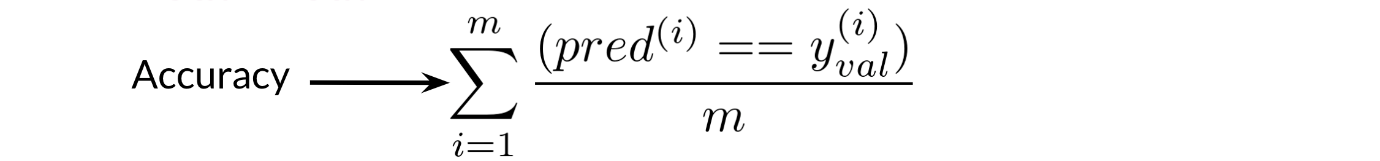 Accuracy ⟶ \sum_{i=1}^{m} \frac{(pred^{(i)} == y_{val}^{(i)})}{m}